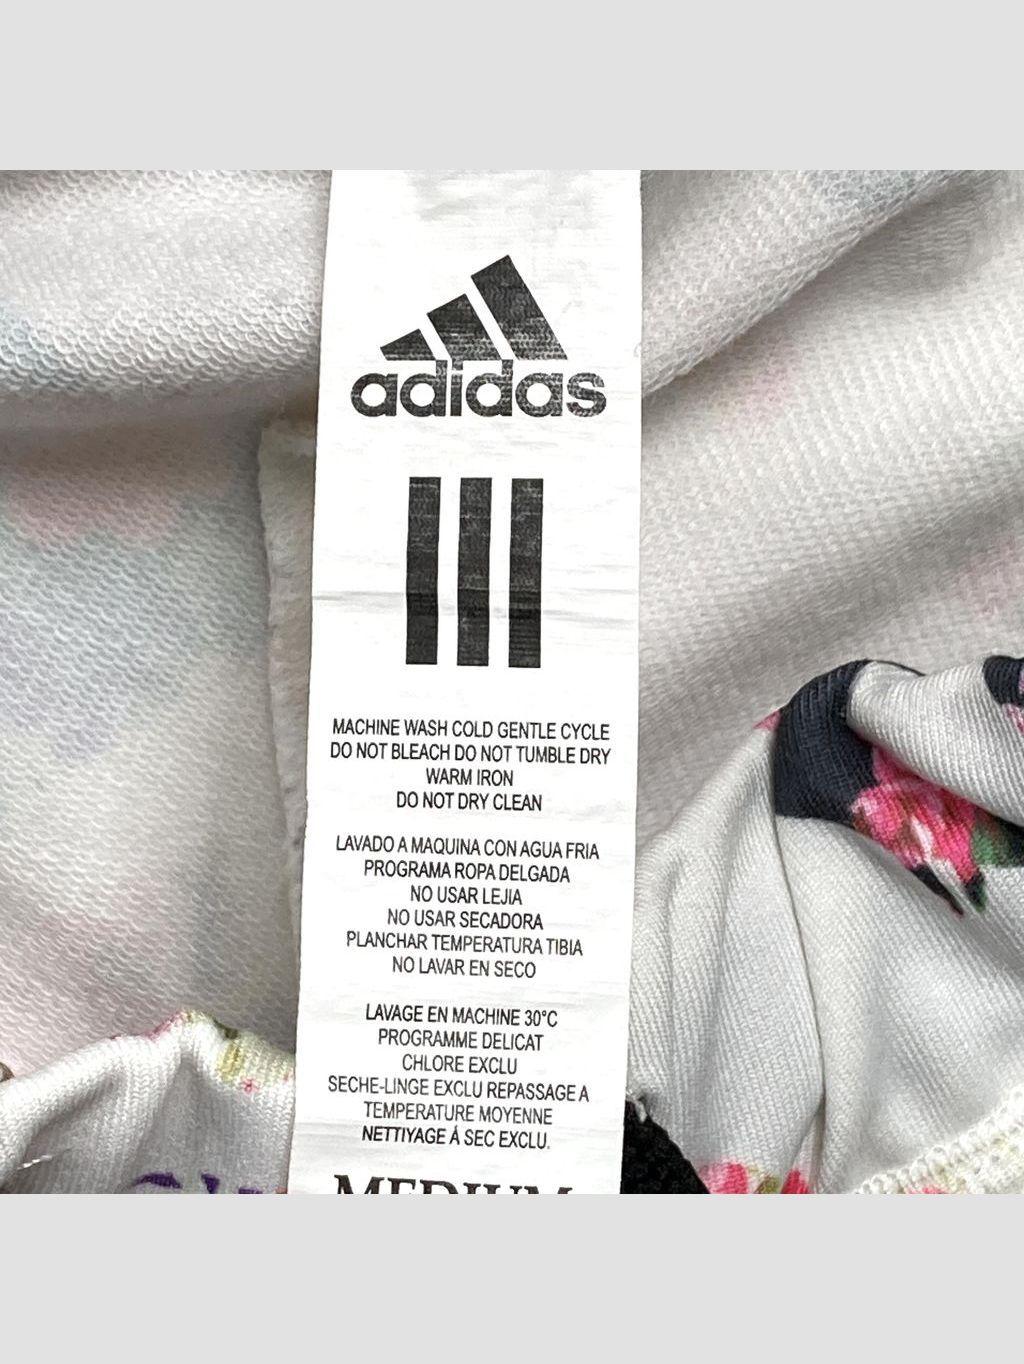 adidas
MACHINE WASH COLD GENTLE CYCLE
DO NOT BLEACH DO NOT TUMBLE DRY
WARM IRON
DO NOT DRY CLEAN
LAVADO A MAQUINA CON AGUA FRIA
PROGRAMA ROPA DELGADA
NO USAR LEJIA
NO USAR SECADORA
PLANCHAR TEMPERATURA TIBIA
NO LAVAR EN SECO
LAVAGE EN MACHINE 30°C
PROGRAMME DELICAT
CHLORE EXCLU
SECHE-LINGE EXCLU REPASSAGE A
TEMPERATURE MOYENNE
NETTIYAGE Á SEC EXCLU.
MEDIUM